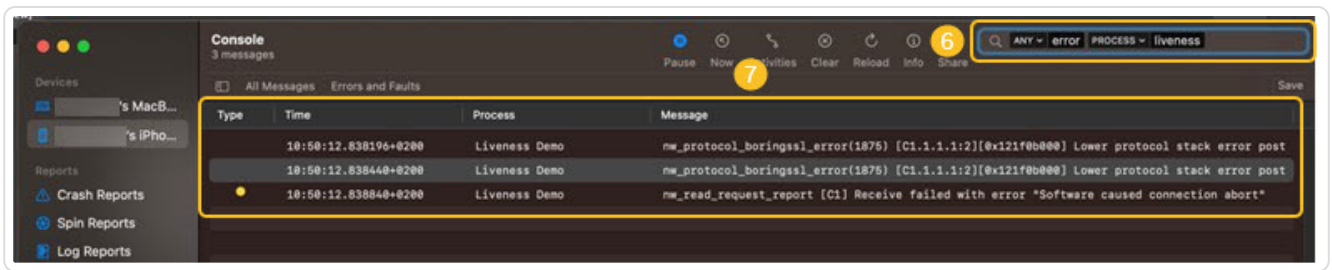 Console
3 messages
Pause Now Activities Clear Reload Info Share
6
ANY error PROCESS liveness
7
Devices
's MacB...
's iPho...
All Messages Errors and Faults
Save
Type Time Process Message
10:50:12.838196+0200 Liveness Demo nw_protocol_boringssl_error(1875) [C1.1.1.1:2][0x121f0b000] Lower protocol stack error post
10:50:12.838440+0200 Liveness Demo nw_protocol_boringssl_error(1875) [C1.1.1.1:2][0x121f0b000] Lower protocol stack error post
10:50:12.838840+0200 Liveness Demo nw_read_request_report [C1] Receive failed with error "Software caused connection abort"
Reports
Crash Reports
Spin Reports
Log Reports